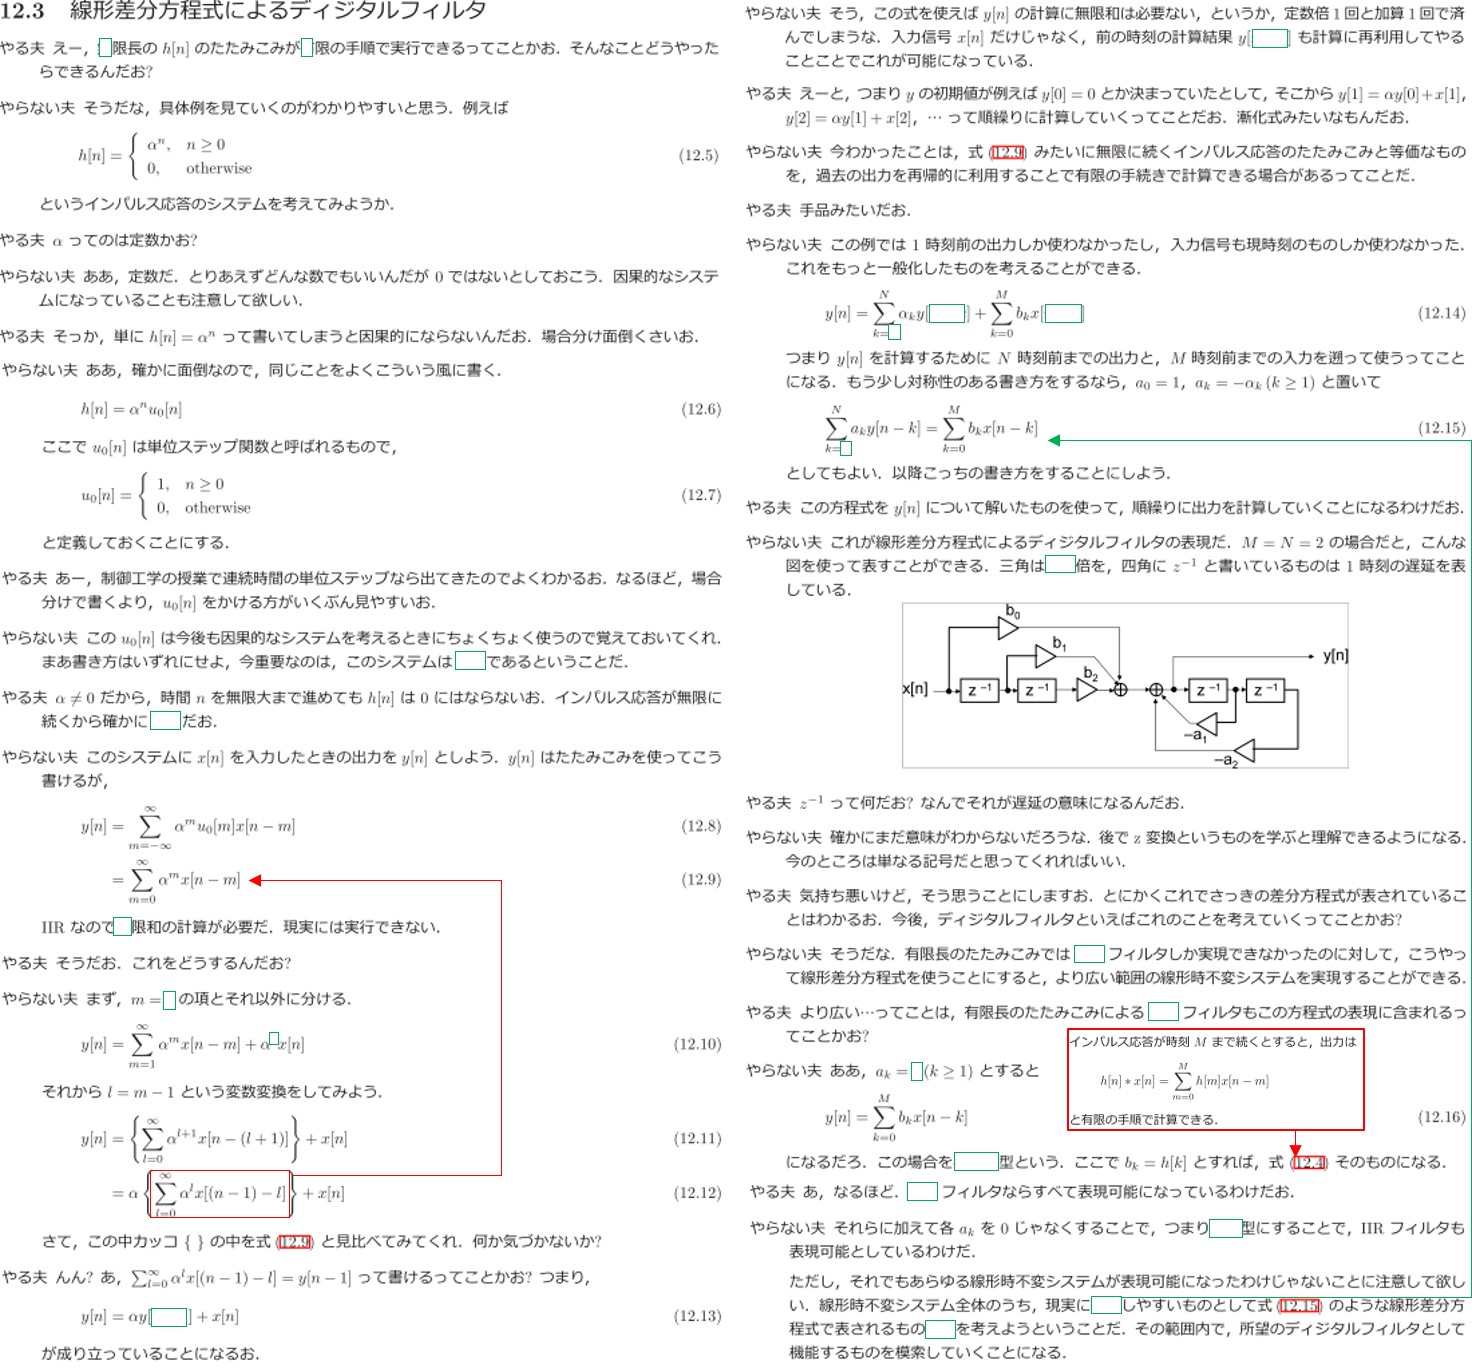 12.3 線形差分方程式によるディジタルフィルタ
やる夫 えー，限長の h[n] のたたみこみが限の手順で実行できるってことかお．そんなことどうやった
らできるんだお?
やらない夫 そうだな，具体例を見ていくのがわかりやすいと思う．例えば
h[n] = { αⁿ, n ≥ 0
0, otherwise (12.5)
というインパルス応答のシステムを考えてみようか．
やる夫 α ってのは定数かお?
やらない夫 ああ，定数だ．とりあえずどんな数でもいいんだが 0 ではないとしておこう．因果的なシステ
ムになっていることも注意して欲しい．
やる夫 そっか，単に h[n] = αⁿ って書いてしまうと因果的にならないんだお．場合分け面倒くさいお．
やらない夫 ああ，確かに面倒なので，同じことをよくこういう風に書く．
h[n] = αⁿu₀[n] (12.6)
ここで u₀[n] は単位ステップ関数と呼ばれるもので，
u₀[n] = { 1, n ≥ 0
0, otherwise (12.7)
と定義しておくことにする．
やる夫 あー，制御工学の授業で連続時間の単位ステップなら出てきたのでよくわかるお．なるほど，場合
分けで書くより，u₀[n] をかける方がいくぶん見やすいお．
やらない夫 この u₀[n] は今後も因果的なシステムを考えるときにちょくちょく使うので覚えておいてくれ．
まあ書き方はいずれにせよ，今重要なのは，このシステムはであるということだ．
やる夫 α ≠ 0 だから，時間 n を無限大まで進めても h[n] は 0 にはならないお．インパルス応答が無限に
続くから確かにだお．
やらない夫 このシステムに x[n] を入力したときの出力を y[n] としよう．y[n] はたたみこみを使ってこう
書けるが，
y[n] = ∑_{m=−∞}^{∞} α^m u₀[m]x[n − m] (12.8)
= ∑_{m=0}^{∞} α^m x[n − m] (12.9)
IIR なので限和の計算が必要だ．現実には実行できない．
やる夫 そうだお．これをどうするんだお?
やらない夫 まず，m = の項とそれ以外に分ける．
y[n] = ∑_{m=1}^{∞} α^m x[n − m] + α x[n] (12.10)
それから l = m − 1 という変数変換をしてみよう．
y[n] = { ∑_{l=0}^{∞} α^{l+1} x[n − (l + 1)] } + x[n] (12.11)
= α { ∑_{l=0}^{∞} α^l x[(n − 1) − l] } + x[n] (12.12)
さて，この中カッコ { } の中を式 (12.9) と見比べてみてくれ．何か気づかないか?
やる夫 んん? あ，∑_{l=0}^{∞} α^l x[(n − 1) − l] = y[n − 1] って書けるってことかお? つまり，
y[n] = αy[ ] + x[n] (12.13)
が成り立っていることになるお．
やらない夫 そう，この式を使えば y[n] の計算に無限和は必要ない，というか，定数倍 1 回と加算 1 回で済
んでしまうな．入力信号 x[n] だけじゃなく，前の時刻の計算結果 y[ ] も計算に再利用してやる
ことことでこれが可能になっている．
やる夫 えーと，つまり y の初期値が例えば y[0] = 0 とか決まっていたとして，そこから y[1] = αy[0]+x[1]，
y[2] = αy[1] + x[2]，⋯ って順繰りに計算していくってことだお．漸化式みたいなもんだお．
やらない夫 今わかったことは，式 (12.9) みたいに無限に続くインパルス応答のたたみこみと等価なもの
を，過去の出力を再帰的に利用することで有限の手続きで計算できる場合があるってことだ．
やる夫 手品みたいだお．
やらない夫 この例では 1 時刻前の出力しか使わなかったし，入力信号も現時刻のものしか使わなかった．
これをもっと一般化したものを考えることができる．
y[n] = ∑_{k=}^{N} α_k y[ ] + ∑_{k=0}^{M} b_k x[ ] (12.14)
つまり y[n] を計算するために N 時刻前までの出力と，M 時刻前までの入力を遡って使うってこと
になる．もう少し対称性のある書き方をするなら，a₀ = 1，a_k = −α_k (k ≥ 1) と置いて
∑_{k=}^{N} a_k y[n − k] = ∑_{k=0}^{M} b_k x[n − k] (12.15)
としてもよい．以降こっちの書き方をすることにしよう．
やる夫 この方程式を y[n] について解いたものを使って，順繰りに出力を計算していくことになるわけだお．
やらない夫 これが線形差分方程式によるディジタルフィルタの表現だ．M = N = 2 の場合だと，こんな
図を使って表すことができる．三角は倍を，四角に z⁻¹ と書いているものは 1 時刻の遅延を表
している．
b₀
b₁
b₂
x[n] z⁻¹ z⁻¹ z⁻¹ z⁻¹ y[n]
−a₁
−a₂
やる夫 z⁻¹ って何だお? なんでそれが遅延の意味になるんだお．
やらない夫 確かにまだ意味がわからないだろうな．後で z 変換というものを学ぶと理解できるようになる．
今のところは単なる記号だと思ってくれればいい．
やる夫 気持ち悪いけど，そう思うことにしますお．とにかくこれでさっきの差分方程式が表されているこ
とはわかるお．今後，ディジタルフィルタといえばこれのことを考えていくってことかお?
やらない夫 そうだな．有限長のたたみこみではフィルタしか実現できなかったのに対して，こうやっ
て線形差分方程式を使うことにすると，より広い範囲の線形時不変システムを実現することができる．
やる夫 より広い⋯ってことは，有限長のたたみこみによるフィルタもこの方程式の表現に含まれるっ
てことかお?
やらない夫 ああ，a_k = (k ≥ 1) とすると
y[n] = ∑_{k=0}^{M} b_k x[n − k] (12.16)
インパルス応答が時刻 M まで続くとすると，出力は
h[n] ∗ x[n] = ∑_{m=0}^{M} h[m]x[n − m]
と有限の手順で計算できる．
になるだろ．この場合を型という．ここで b_k = h[k] とすれば，式 (12.4) そのものになる．
やる夫 あ，なるほど．フィルタならすべて表現可能になっているわけだお．
やらない夫 それらに加えて各 a_k を 0 じゃなくすることで，つまり型にすることで，IIR フィルタも
表現可能としているわけだ．
ただし，それでもあらゆる線形時不変システムが表現可能になったわけじゃないことに注意して欲し
い．線形時不変システム全体のうち，現実にしやすいものとして式 (12.15) のような線形差分方
程式で表されるものを考えようということだ．その範囲内で，所望のディジタルフィルタとして
機能するものを模索していくことになる．